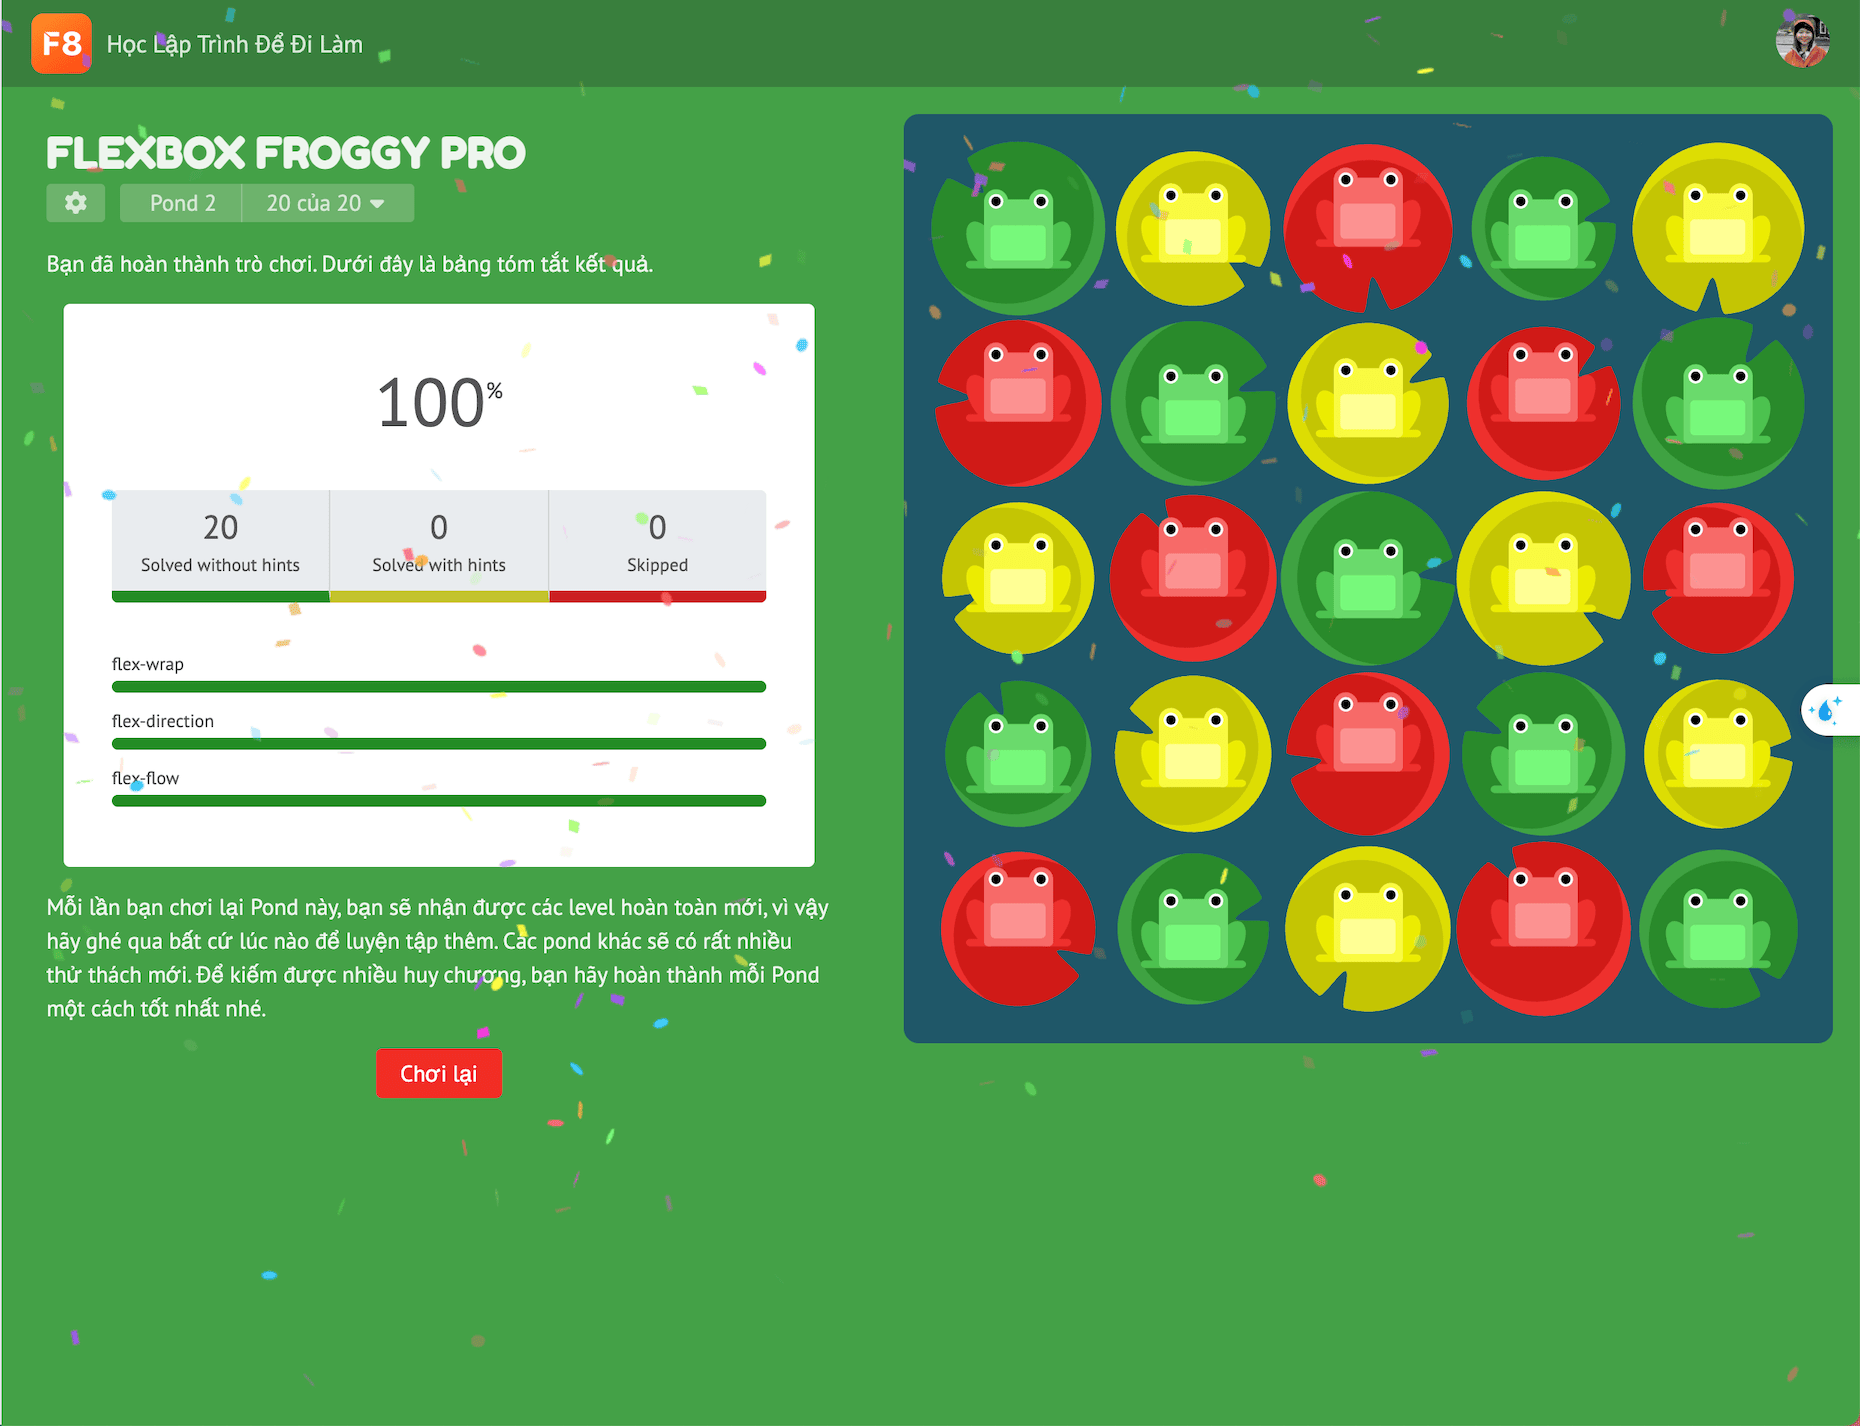 F8 Học Lập Trình Để Đi Làm
FLEXBOX FROGGY PRO
Pond 2 20 của 20
Bạn đã hoàn thành trò chơi. Dưới đây là bảng tóm tắt kết quả.
100%
20 0 0
Solved without hints Solved with hints Skipped
flex-wrap
flex-direction
flex-flow
Mỗi lần bạn chơi lại Pond này, bạn sẽ nhận được các level hoàn toàn mới, vì vậy
hãy ghé qua bất cứ lúc nào để luyện tập thêm. Các pond khác sẽ có rất nhiều
thử thách mới. Để kiếm được nhiều huy chương, bạn hãy hoàn thành mỗi Pond
một cách tốt nhất nhé.
Chơi lại